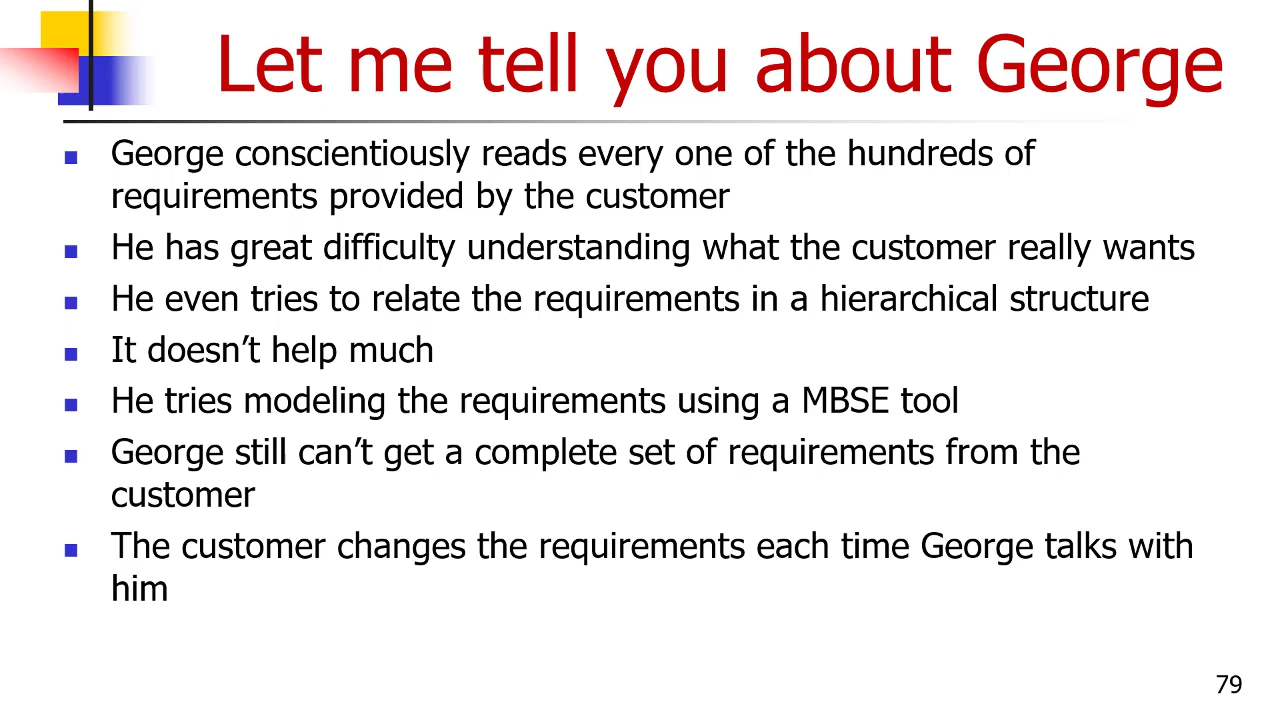 Let me tell you about George
George conscientiously reads every one of the hundreds of
requirements provided by the customer
He has great difficulty understanding what the customer really wants
He even tries to relate the requirements in a hierarchical structure
It doesn’t help much
He tries modeling the requirements using a MBSE tool
George still can’t get a complete set of requirements from the
customer
The customer changes the requirements each time George talks with
him
79